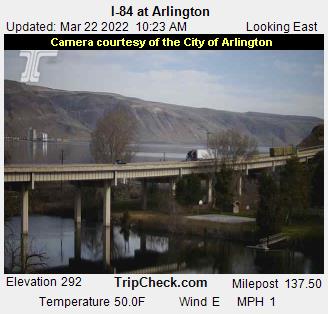 I-84 at Arlington
Updated: Mar 22 2022 10:23 AM Looking East
Camera courtesy of the City of Arlington
Elevation 292 TripCheck.com Milepost 137.50
Temperature 50.0F Wind E MPH 1